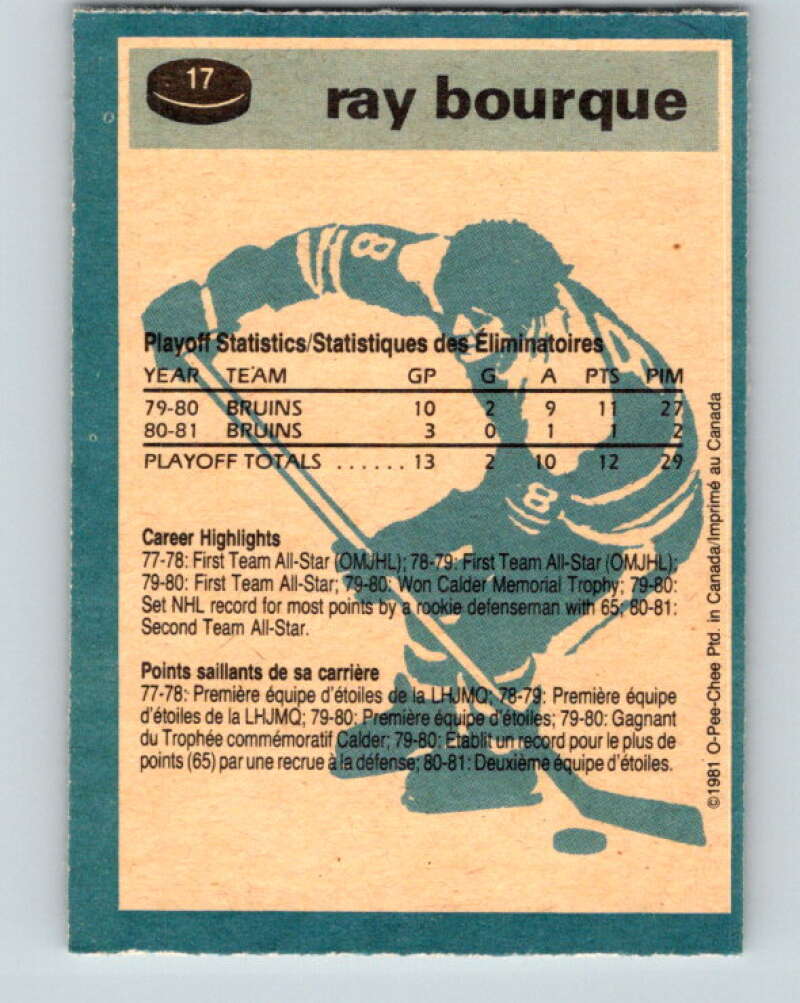 17
ray bourque
8
4
Playoff Statistics/Statistiques des Éliminatoires
YEAR TEAM GP G A PTS PIM
79-80 BRUINS 10 2 9 11 27
80-81 BRUINS 3 0 1 1 2
PLAYOFF TOTALS ...... 13 2 10 12 29
8
Career Highlights
77-78: First Team All-Star (OMJHL); 78-79: First Team All-Star (OMJHL);
79-80: First Team All-Star; 79-80: Won Calder Memorial Trophy; 79-80:
Set NHL record for most points by a rookie defenseman with 65; 80-81:
Second Team All-Star.
Points saillants de sa carrière
77-78: Première équipe d'étoiles de la LHJMQ; 78-79: Première équipe
d'étoiles de la LHJMQ; 79-80: Première équipe d'étoiles; 79-80: Gagnant
du Trophée commémoratif Calder; 79-80: Etablit un record pour le plus de
points (65) par une recrue à la défense; 80-81: Deuxième équipe d'étoiles.
©1981 O-Pee-Chee Ptd. in Canada/Imprimé au Canada